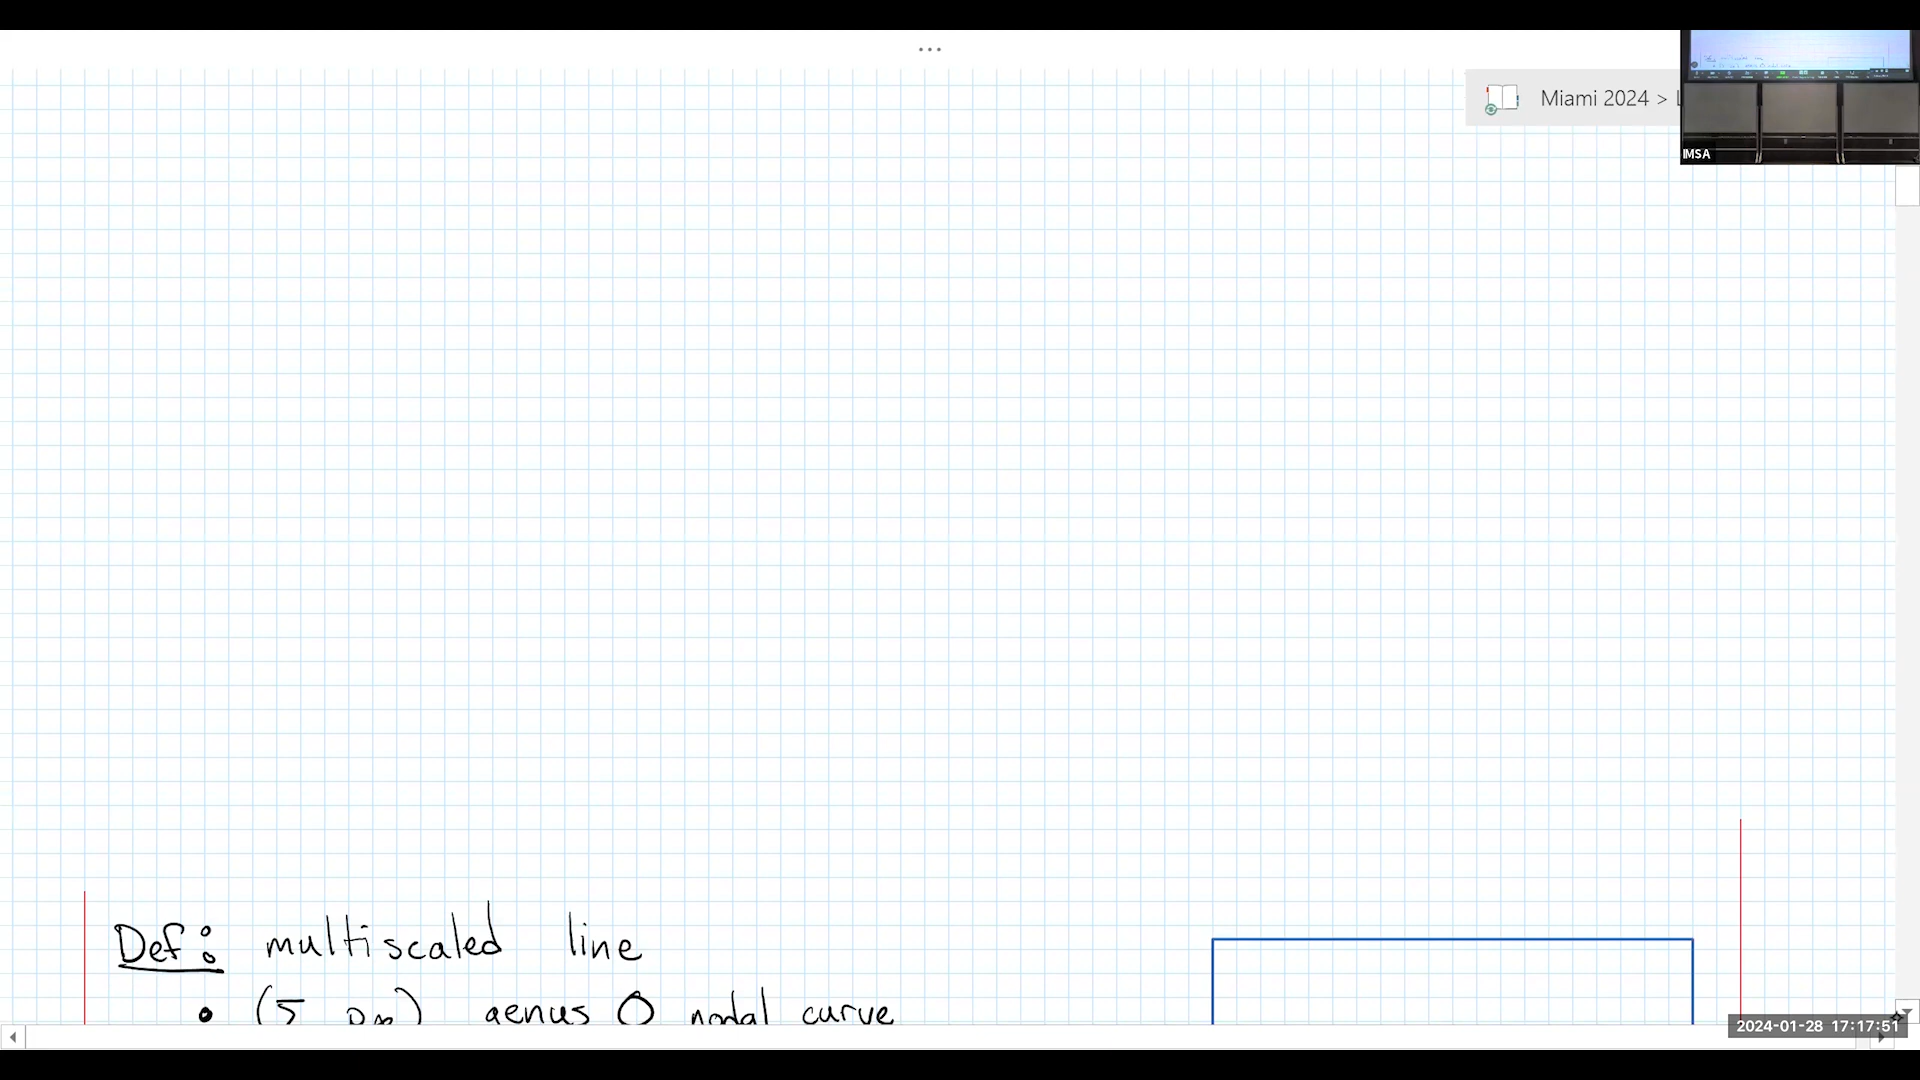 ...
Miami 2024 >
IMSA
Def: multiscaled line
• (Σ, p∞) genus 0 nodal curve
2024-01-28 17:17:51